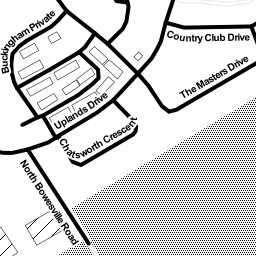 Buckingham Private
Country Club Drive
The Masters Drive
Uplands Drive
Chatsworth Crescent
North Bowesville Road